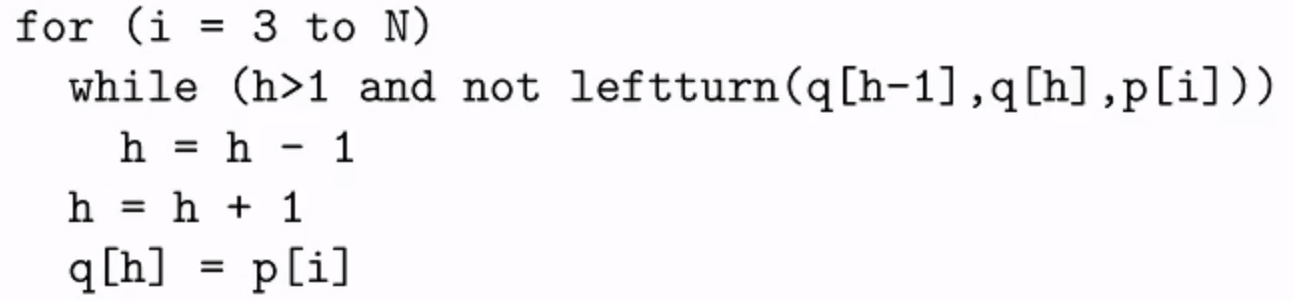 for (i = 3 to N)
while (h>1 and not leftturn(q[h-1],q[h],p[i]))
h = h - 1
h = h + 1
q[h] = p[i]